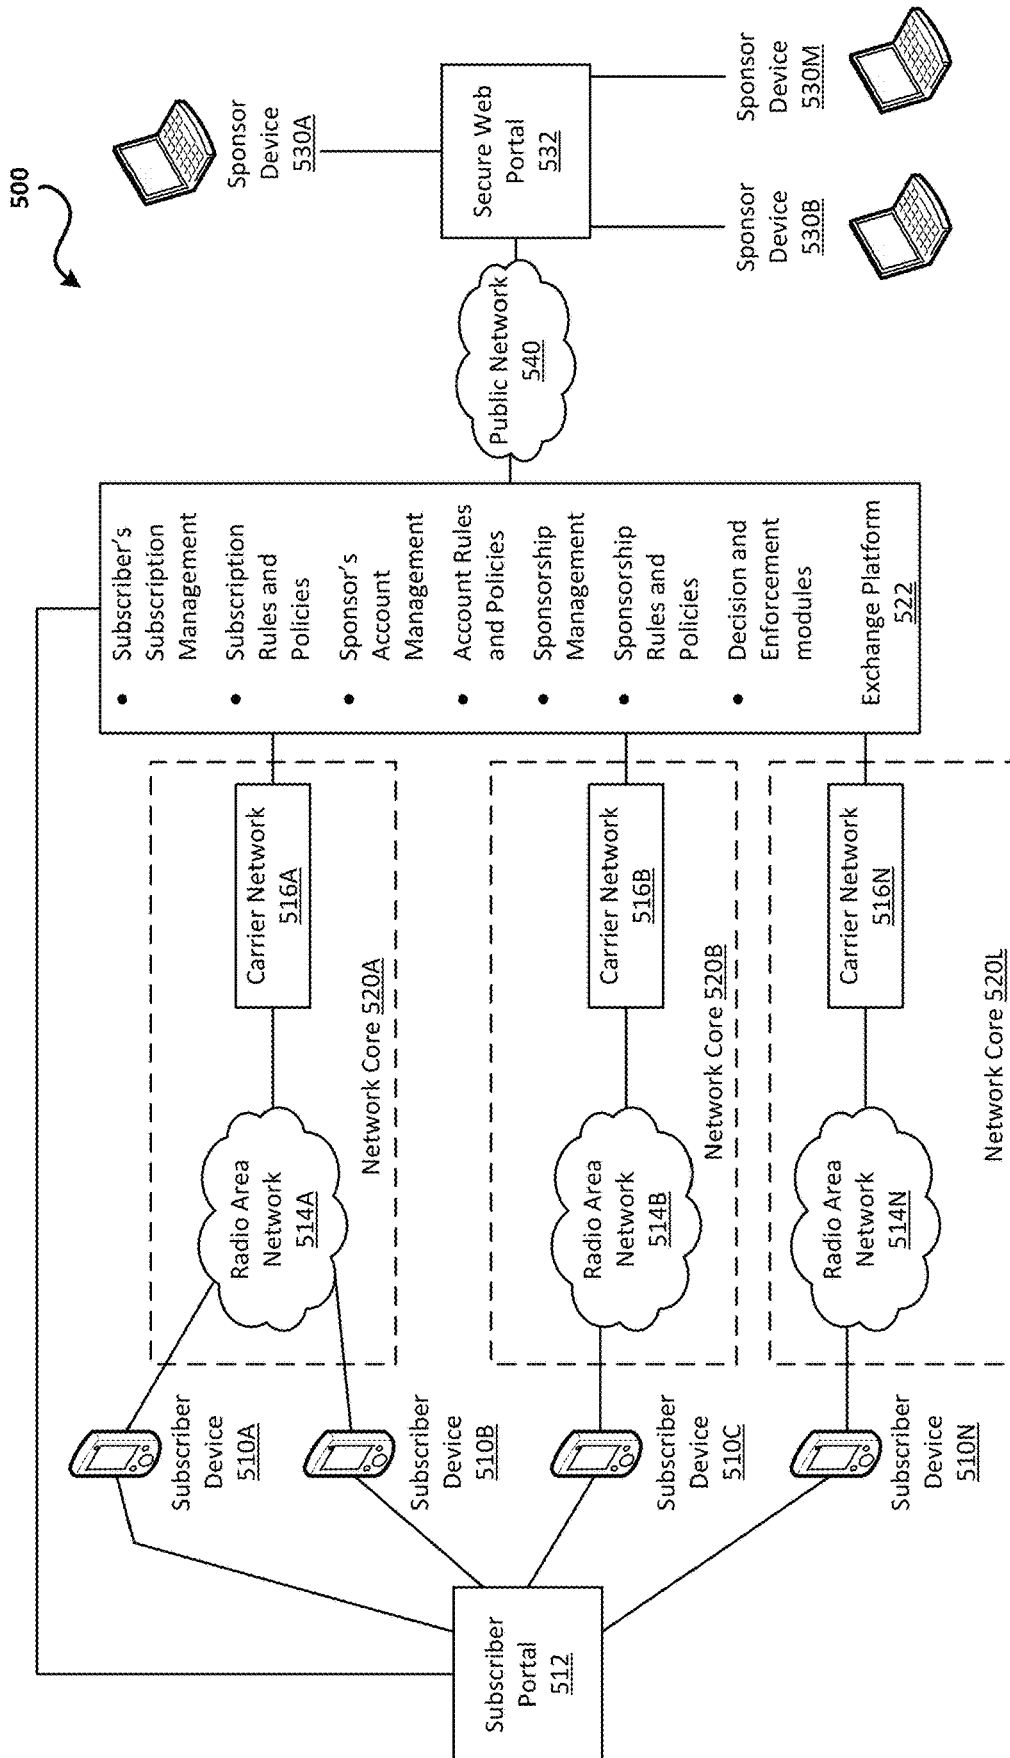 500
Subscriber
Portal
512
Subscriber
Device
510A
Subscriber
Device
510B
Subscriber
Device
510C
Subscriber
Device
510N
Radio Area
Network
514A
Carrier Network
516A
Network Core 520A
Radio Area
Network
514B
Carrier Network
516B
Network Core 520B
Radio Area
Network
514N
Carrier Network
516N
Network Core 520L
• Subscriber's
Subscription
Management
• Subscription
Rules and
Policies
• Sponsor's
Account
Management
• Account Rules
and Policies
• Sponsorship
Management
• Sponsorship
Rules and
Policies
• Decision and
Enforcement
modules
Exchange Platform
522
Public Network
540
Secure Web
Portal
532
Sponsor
Device
530A
Sponsor
Device
530B
Sponsor
Device
530M